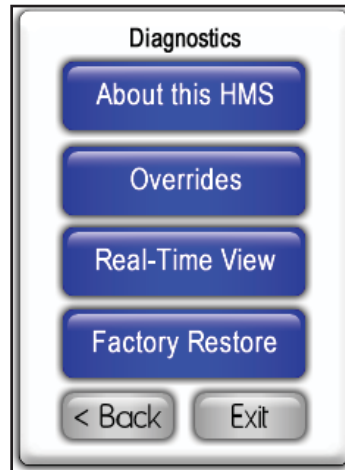 Diagnostics
About this HMS
Overrides
Real-Time View
Factory Restore
< Back Exit